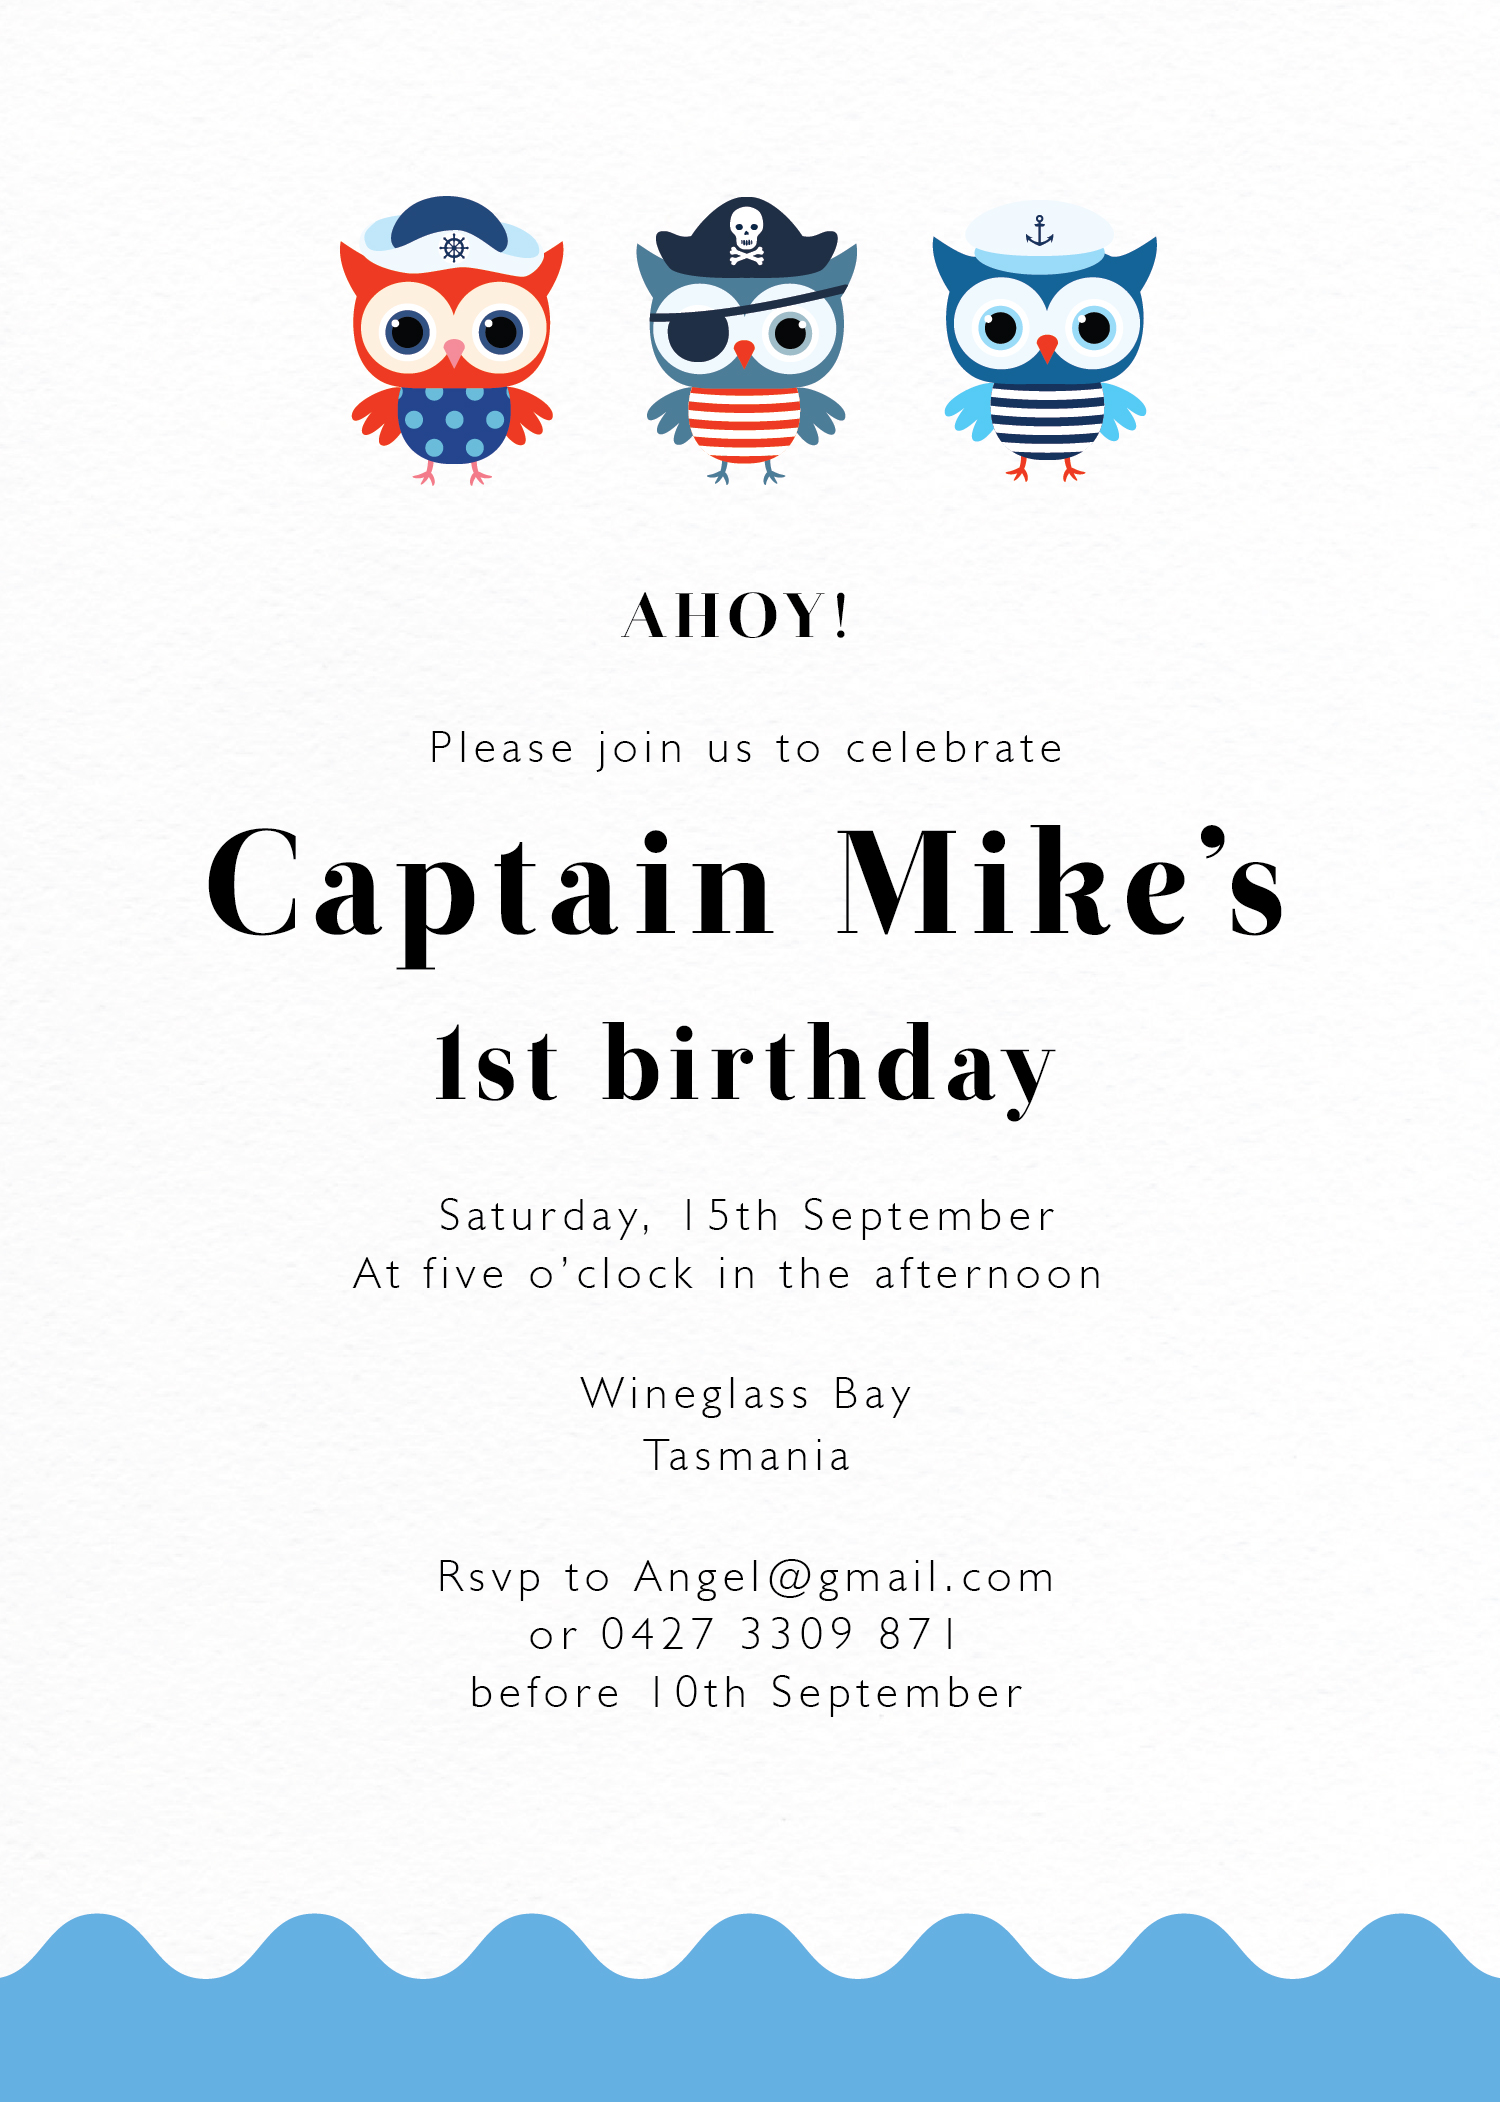 AHOY!
Please join us to celebrate
Captain Mike’s
1st birthday
Saturday, 15th September
At five o’clock in the afternoon
Wineglass Bay
Tasmania
Rsvp to Angel@gmail.com
or 0427 3309 871
before 10th September